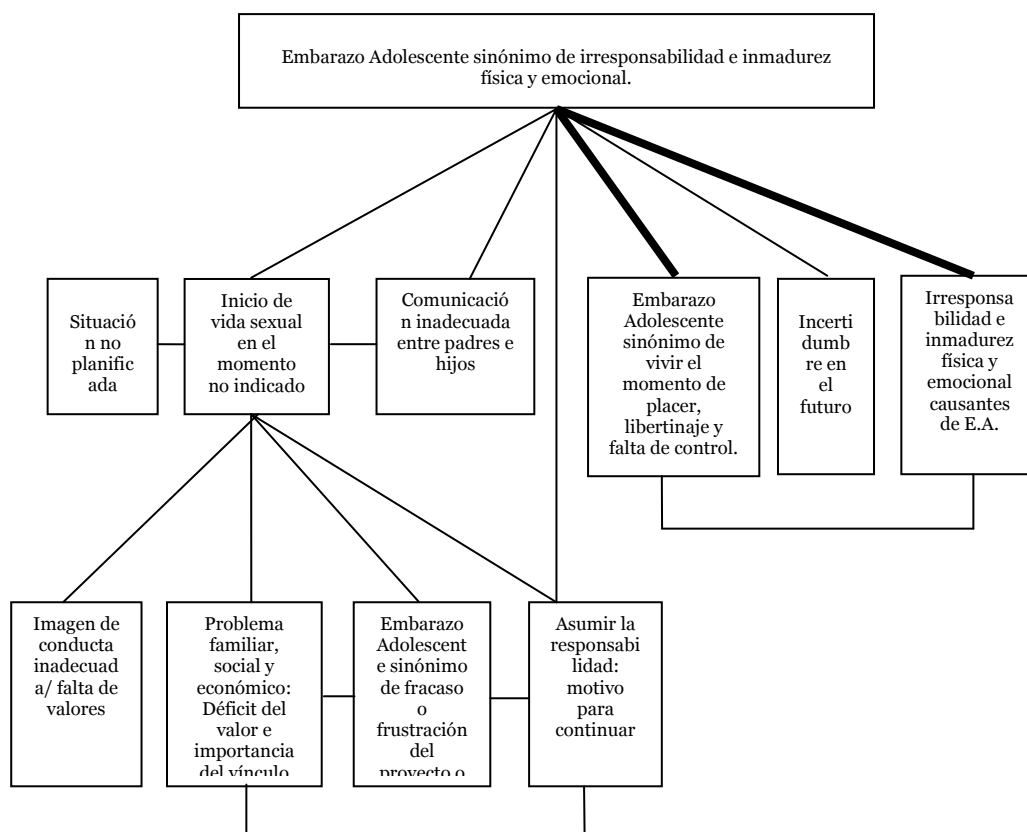 Embarazo Adolescente sinónimo de irresponsabilidad e inmadurez
física y emocional.
Situació
n no
planific
ada
Inicio de
vida sexual
en el
momento
no indicado
Comunicació
n inadecuada
entre padres e
hijos
Embarazo
Adolescente
sinónimo de
vivir el
momento de
placer,
libertinaje y
falta de control.
Incerti
dumb
re en
el
futuro
Irresponsa
bilidad e
inmadurez
física y
emocional
causantes
de E.A.
Imagen de
conducta
inadecuad
a/ falta de
valores
Problema
familiar,
social y
económico:
Déficit del
valor e
importancia
del vínculo
Embarazo
Adolescent
e sinónimo
de fracaso
o
frustración
del
proyecto o
Asumir la
responsabi
lidad:
motivo
para
continuar